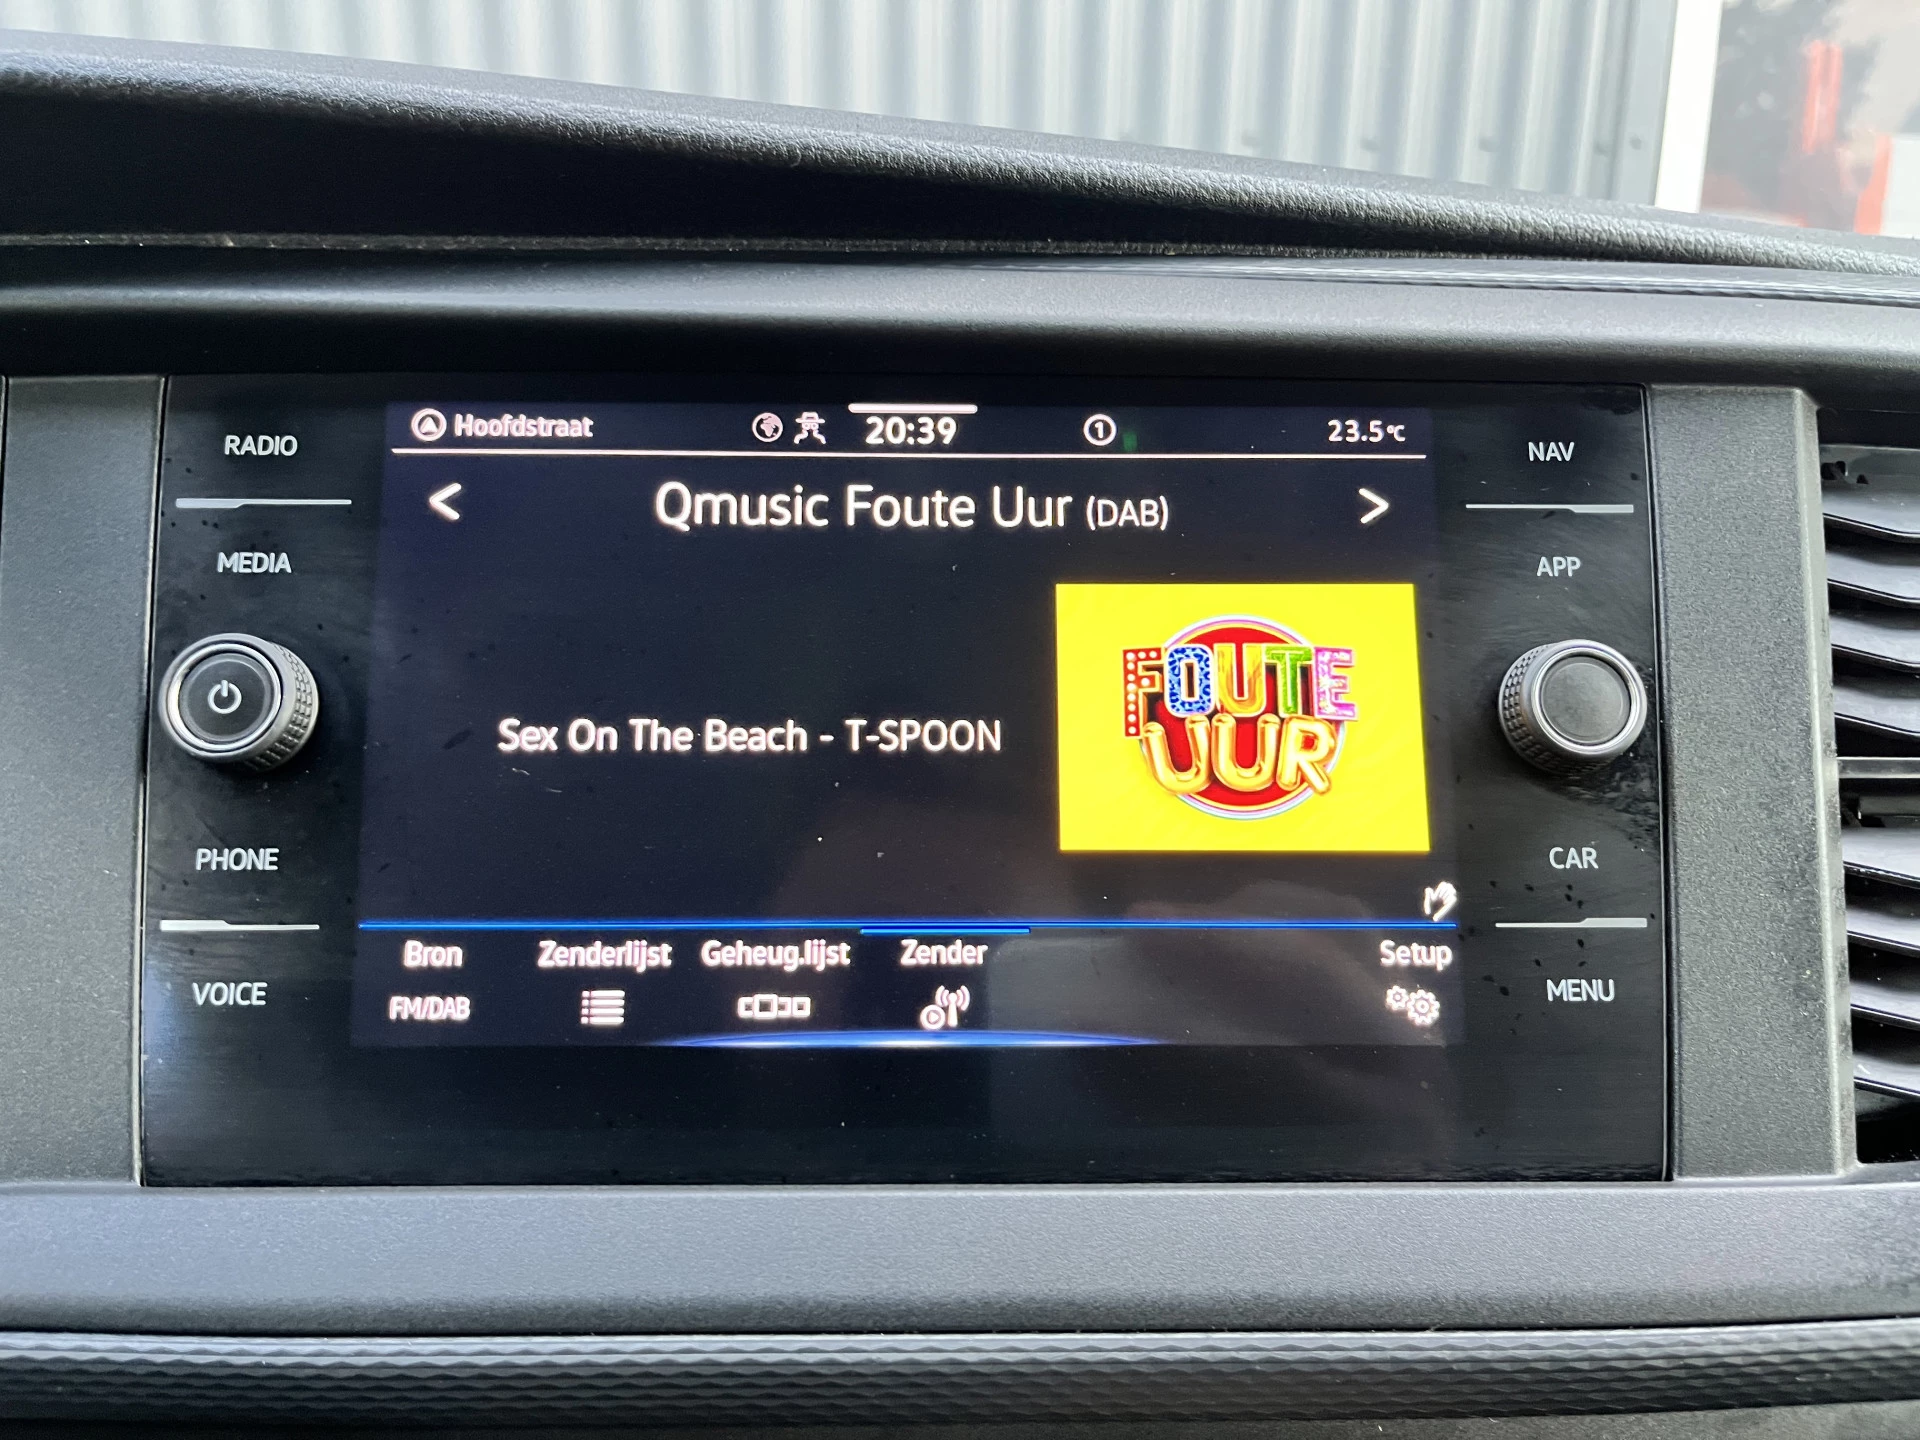 Hoofdstraat 20:39 1 23.5°C
RADIO
NAV
< Qmusic Foute Uur (DAB) >
MEDIA
APP
FOUTE
UUR
Sex On The Beach - T-SPOON
PHONE
CAR
Bron Zenderlijst Geheug.lijst Zender Setup
FM/DAB
VOICE
MENU